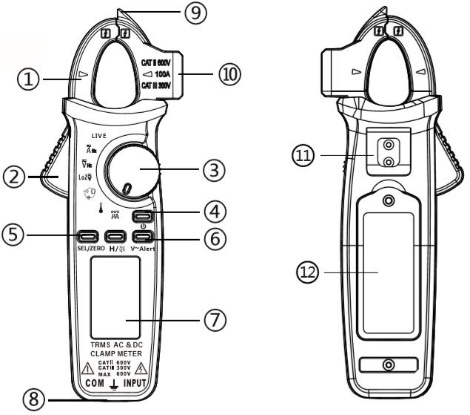 ⑨
①
CAT II 600V
100A
CAT III 300V
⑩
LIVE
②
③
④
⑤
⑥
SEL/ZERO H/ V~Alert
⑦
TRMS AC & DC
CLAMP METER
CAT II 600V
CAT III 300V
MAX 600V
COM INPUT
⑧
⑪
⑫